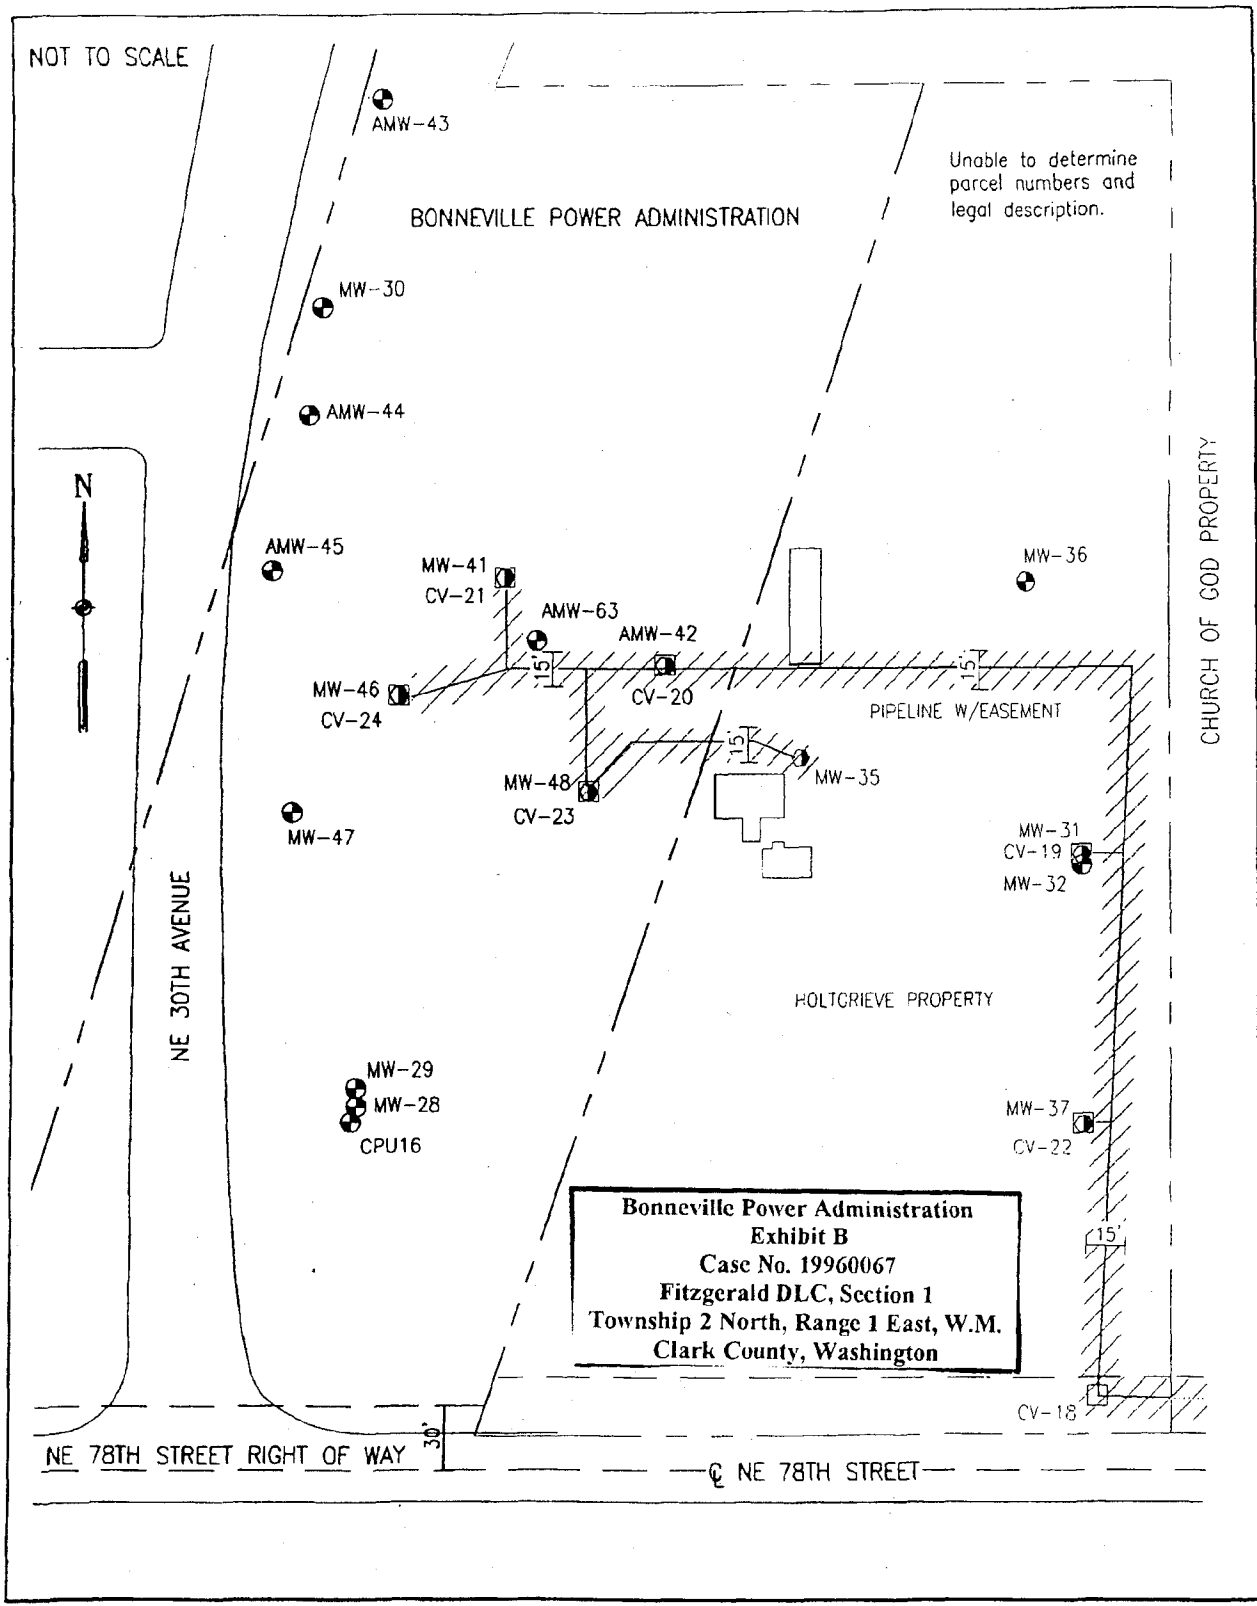 NOT TO SCALE
AMW-43
Unable to determine
parcel numbers and
legal description.
BONNEVILLE POWER ADMINISTRATION
MW-30
AMW-44
N
CHURCH OF GOD PROPERTY
AMW-45
MW-41
CV-21
MW-36
AMW-63
AMW-42
15'
15'
MW-46
CV-24
CV-20
PIPELINE W/EASEMENT
15'
MW-48
CV-23
MW-35
MW-47
MW-31
CV-19
MW-32
NE 30TH AVENUE
HOLTGRIEVE PROPERTY
MW-29
MW-28
CPU16
MW-37
CV-22
Bonneville Power Administration
Exhibit B
Case No. 19960067
Fitzgerald DLC, Section 1
Township 2 North, Range 1 East, W.M.
Clark County, Washington
15'
CV-18
30'
NE 78TH STREET RIGHT OF WAY
℄ NE 78TH STREET